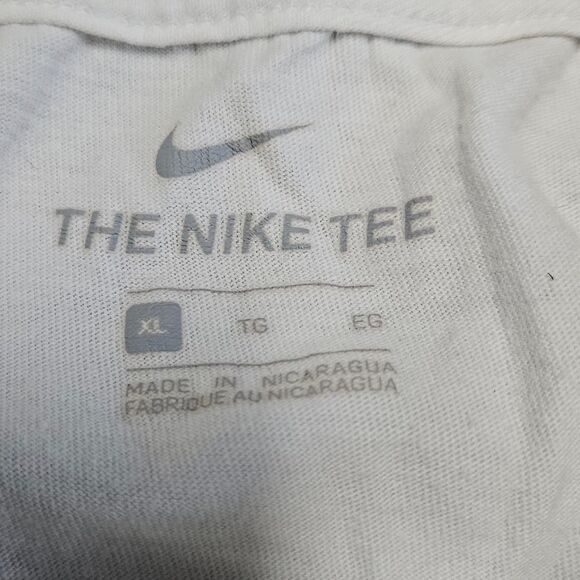 THE NIKE TEE
XL TG EG
MADE IN NICARAGUA
FABRIQUE AU NICARAGUA